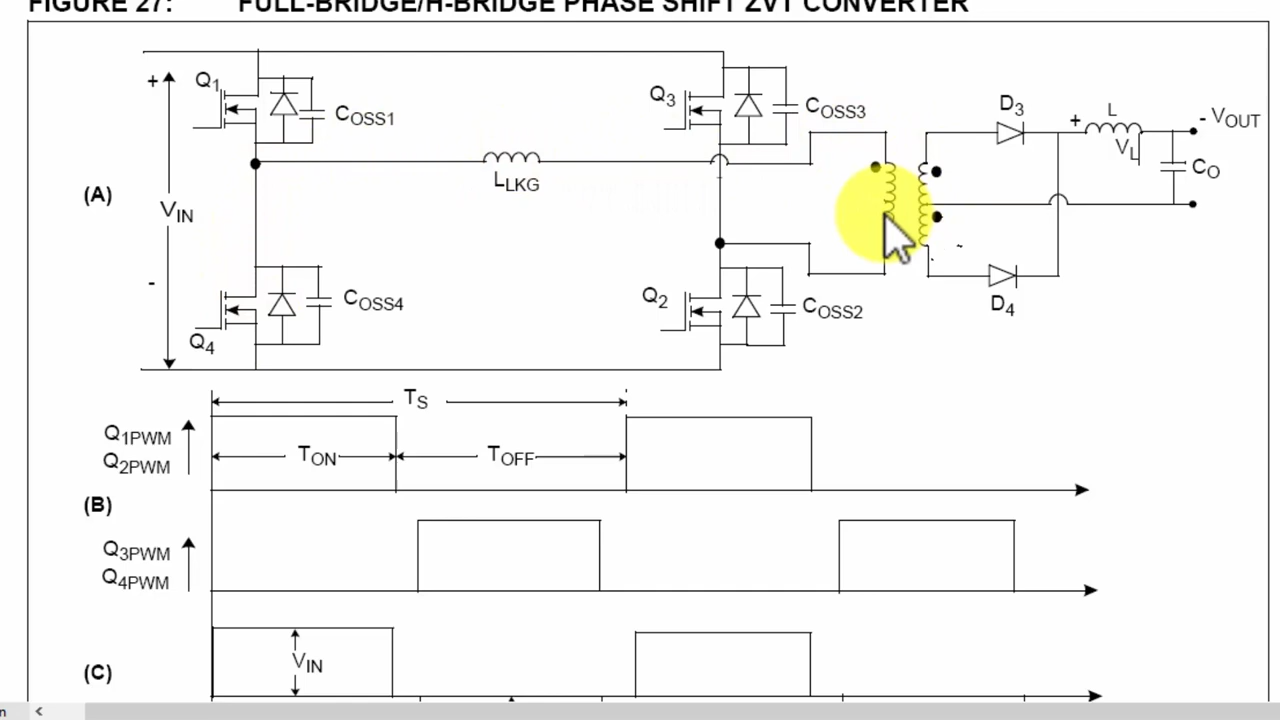 FIGURE 27: FULL-BRIDGE/H-BRIDGE PHASE SHIFT ZVT CONVERTER
Q1
COSS1
Q3
COSS3
D3
L
- VOUT
+
+
VL
CO
LLKG
(A)
VIN
-
Q4
COSS4
Q2
COSS2
D4
TS
Q1PWM
Q2PWM
TON
TOFF
(B)
Q3PWM
Q4PWM
(C)
VIN
n